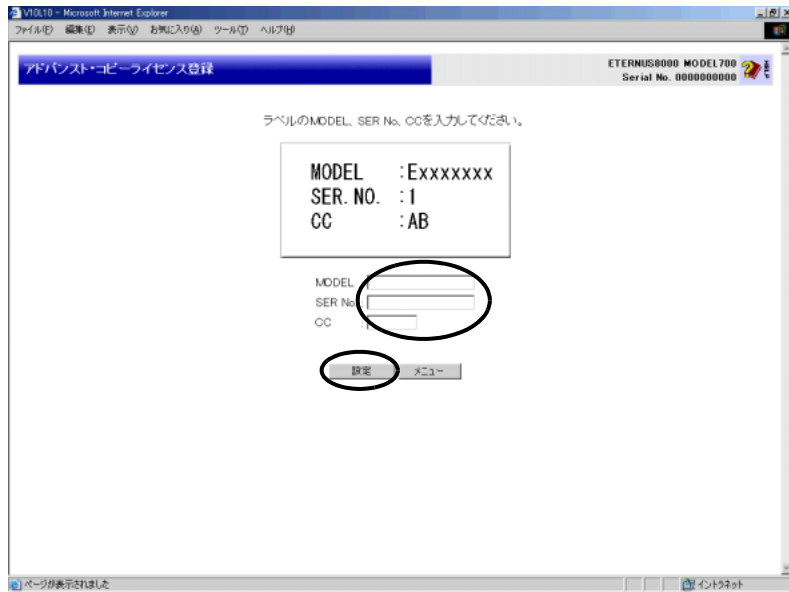 V10L10 - Microsoft Internet Explorer
ファイル(F) 編集(E) 表示(V) お気に入り(A) ツール(T) ヘルプ(H)
アドバンスト・コピーライセンス登録
ETERNUS8000 MODEL700
Serial No. 0000000000
HELP
ラベルのMODEL、SER No、CCを入力してください。
MODEL :Exxxxxxx
SER. NO. :1
CC :AB
MODEL
SER No :
CC :
設定 メニュー
ページが表示されました イントラネット